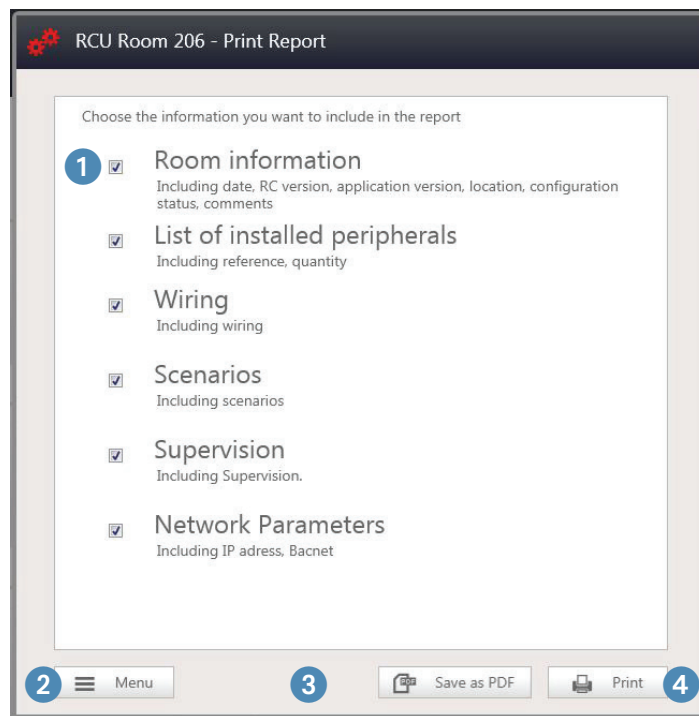 RCU Room 206 - Print Report
Choose the information you want to include in the report
1
Room information
Including date, RC version, application version, location, configuration
status, comments
List of installed peripherals
Including reference, quantity
Wiring
Including wiring
Scenarios
Including scenarios
Supervision
Including Supervision.
Network Parameters
Including IP adress, Bacnet
2 Menu 3 PDF Save as PDF Print 4